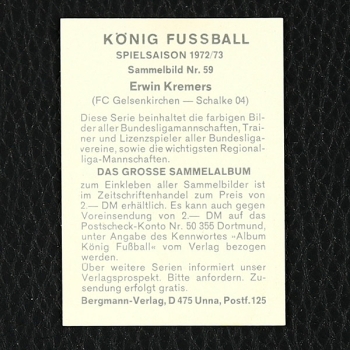 KÖNIG FUSSBALL
SPIELSAISON 1972/73
Sammelbild Nr. 59
Erwin Kremers
(FC Gelsenkirchen — Schalke 04)
Diese Serie beinhaltet die farbigen Bil-
der aller Bundesligamannschaften, Trai-
ner und Lizenzspieler aller Bundesliga-
vereine, sowie die wichtigsten Regional-
liga-Mannschaften.
DAS GROSSE SAMMELALBUM
zum Einkleben aller Sammelbilder ist
im Zeitschriftenhandel zum Preis von
2.— DM erhältlich. Es kann auch gegen
Voreinsendung von 2.— DM auf das
Postscheck-Konto Nr. 50 355 Dortmund,
unter Angabe des Kennwortes »Album
König Fußball« vom Verlag bezogen
werden.
Über weitere Serien informiert unser
Verlagsprospekt. Bitte anfordern. Zu-
sendung erfolgt gratis.
Bergmann-Verlag, D 475 Unna, Postf. 125